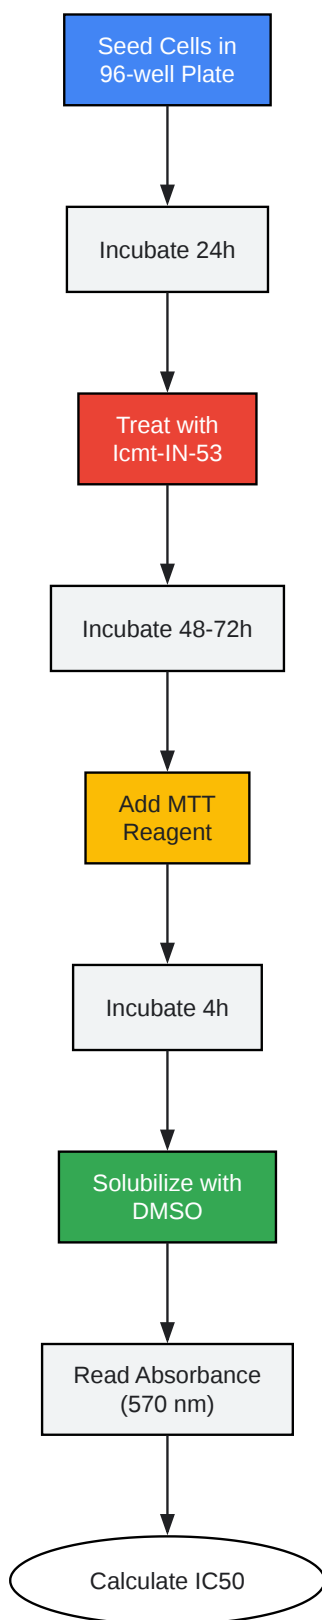 Seed Cells in
96-well Plate
Incubate 24h
Treat with
Icmt-IN-53
Incubate 48-72h
Add MTT
Reagent
Incubate 4h
Solubilize with
DMSO
Read Absorbance
(570 nm)
Calculate IC50